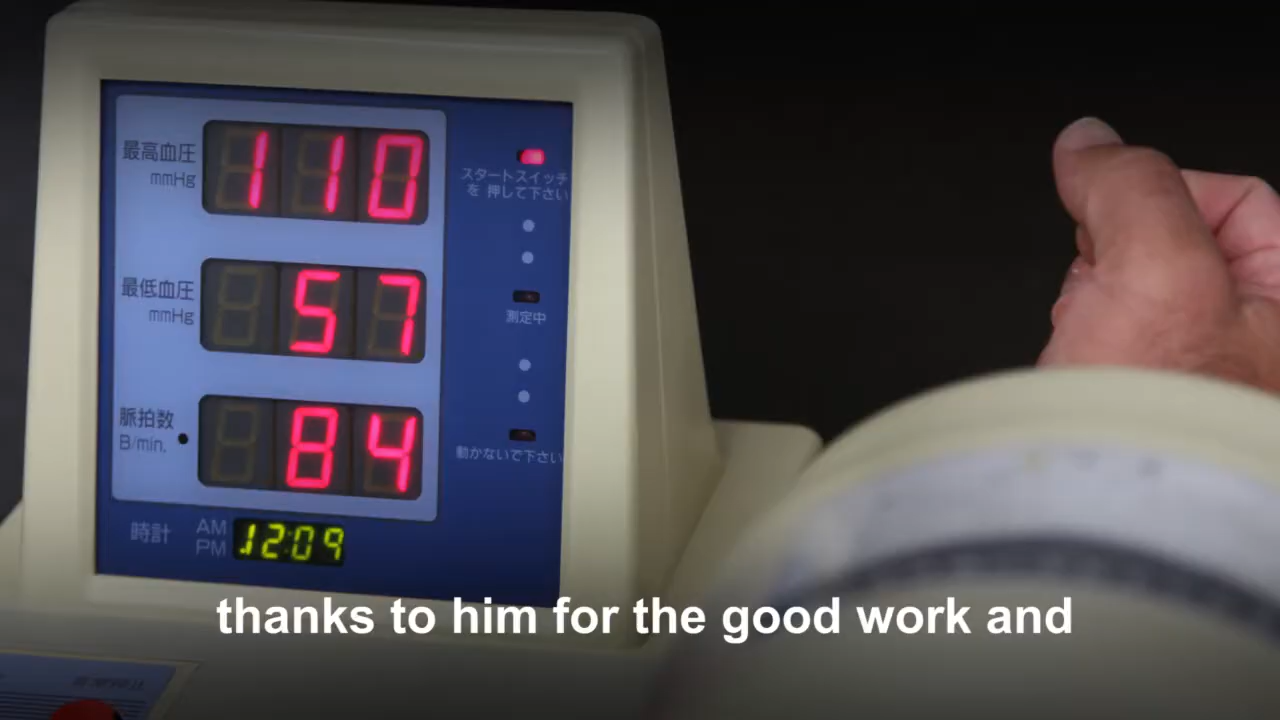 最高血圧
mmHg
110
最低血圧
mmHg
57
脈拍数
B/min.
84
時計
AM
PM
12:09
スタートスイッチ
を 押して下さい
測定中
動かないで下さい
thanks to him for the good work and